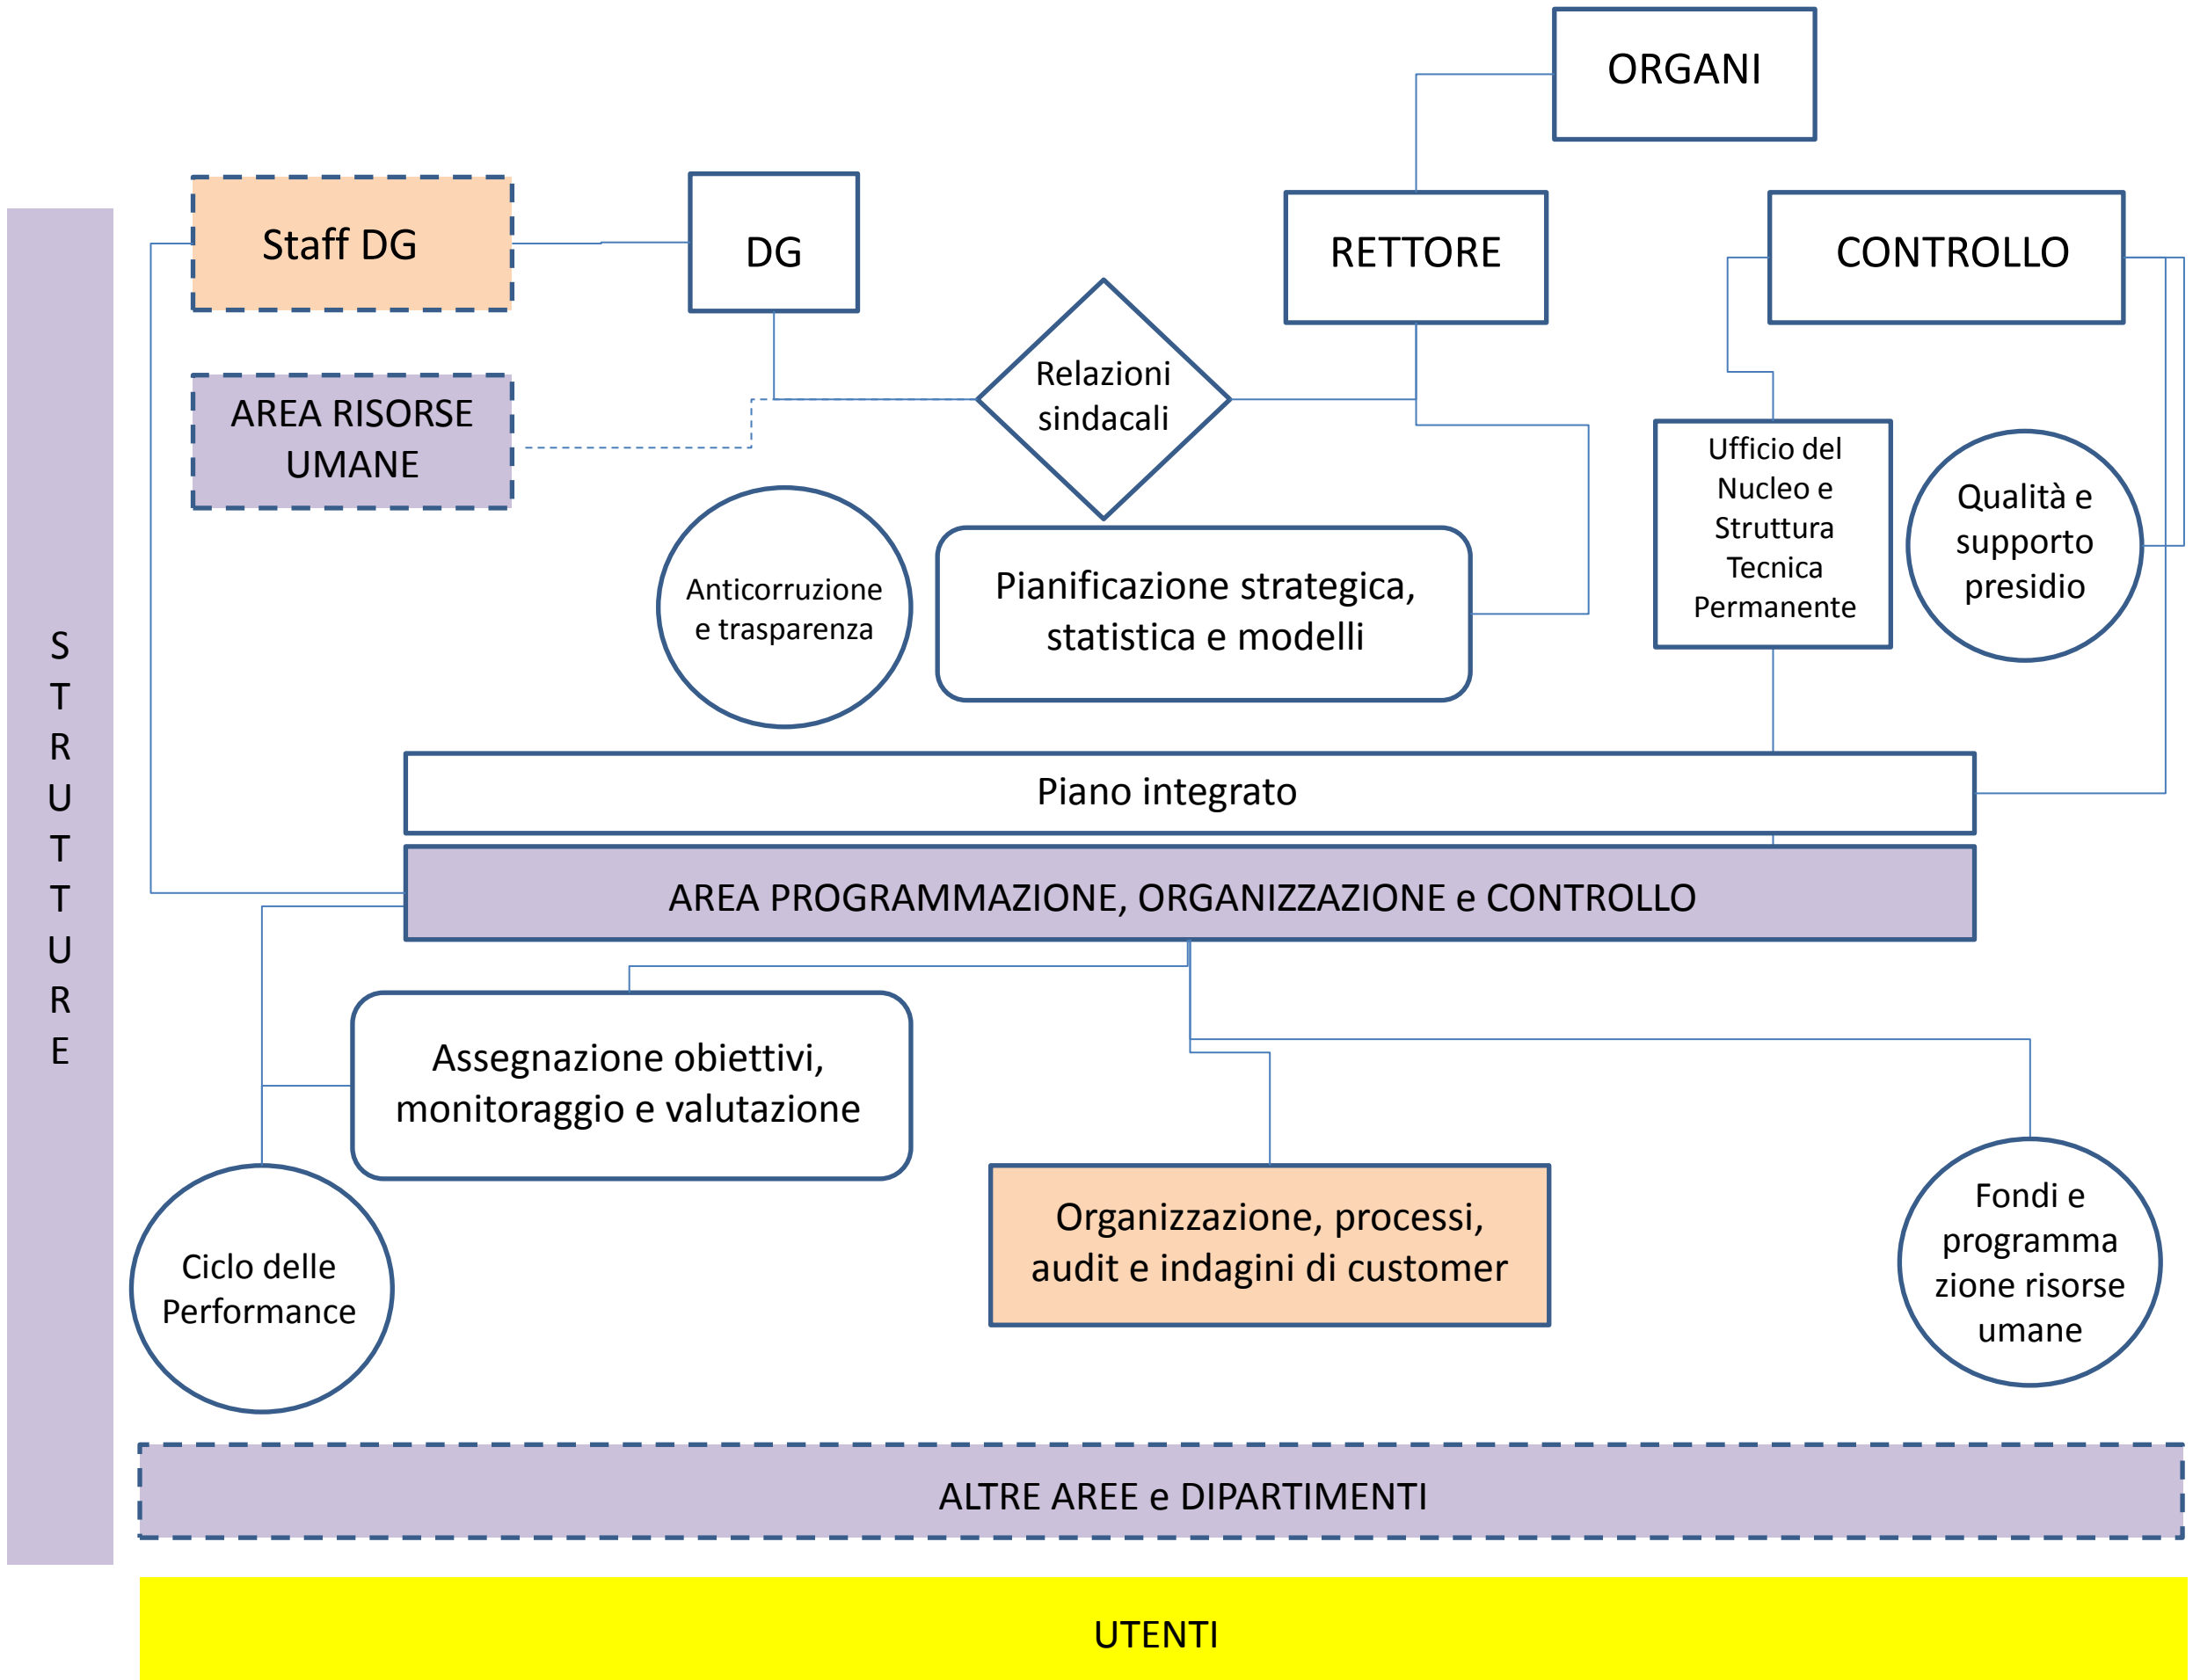 ORGANI
Staff DG
DG
RETTORE
CONTROLLO
Relazioni
sindacali
AREA RISORSE
UMANE
Ufficio del
Nucleo e
Struttura
Tecnica
Permanente
Qualità e
supporto
presidio
Anticorruzione
e trasparenza
Pianificazione strategica,
statistica e modelli
S
T
R
U
T
T
U
R
E
Piano integrato
AREA PROGRAMMAZIONE, ORGANIZZAZIONE e CONTROLLO
Assegnazione obiettivi,
monitoraggio e valutazione
Ciclo delle
Performance
Organizzazione, processi,
audit e indagini di customer
Fondi e
programma
zione risorse
umane
ALTRE AREE e DIPARTIMENTI
UTENTI